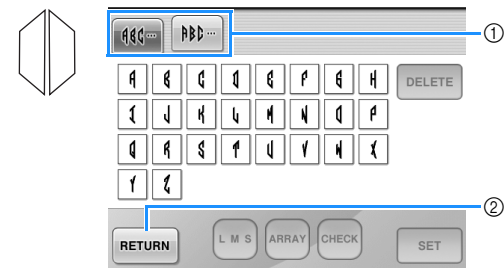 ABC... ABC... ①
A B C D E F G H DELETE
I J K L M N O P
Q R S T U V W X
Y Z
②
RETURN L M S ARRAY CHECK SET